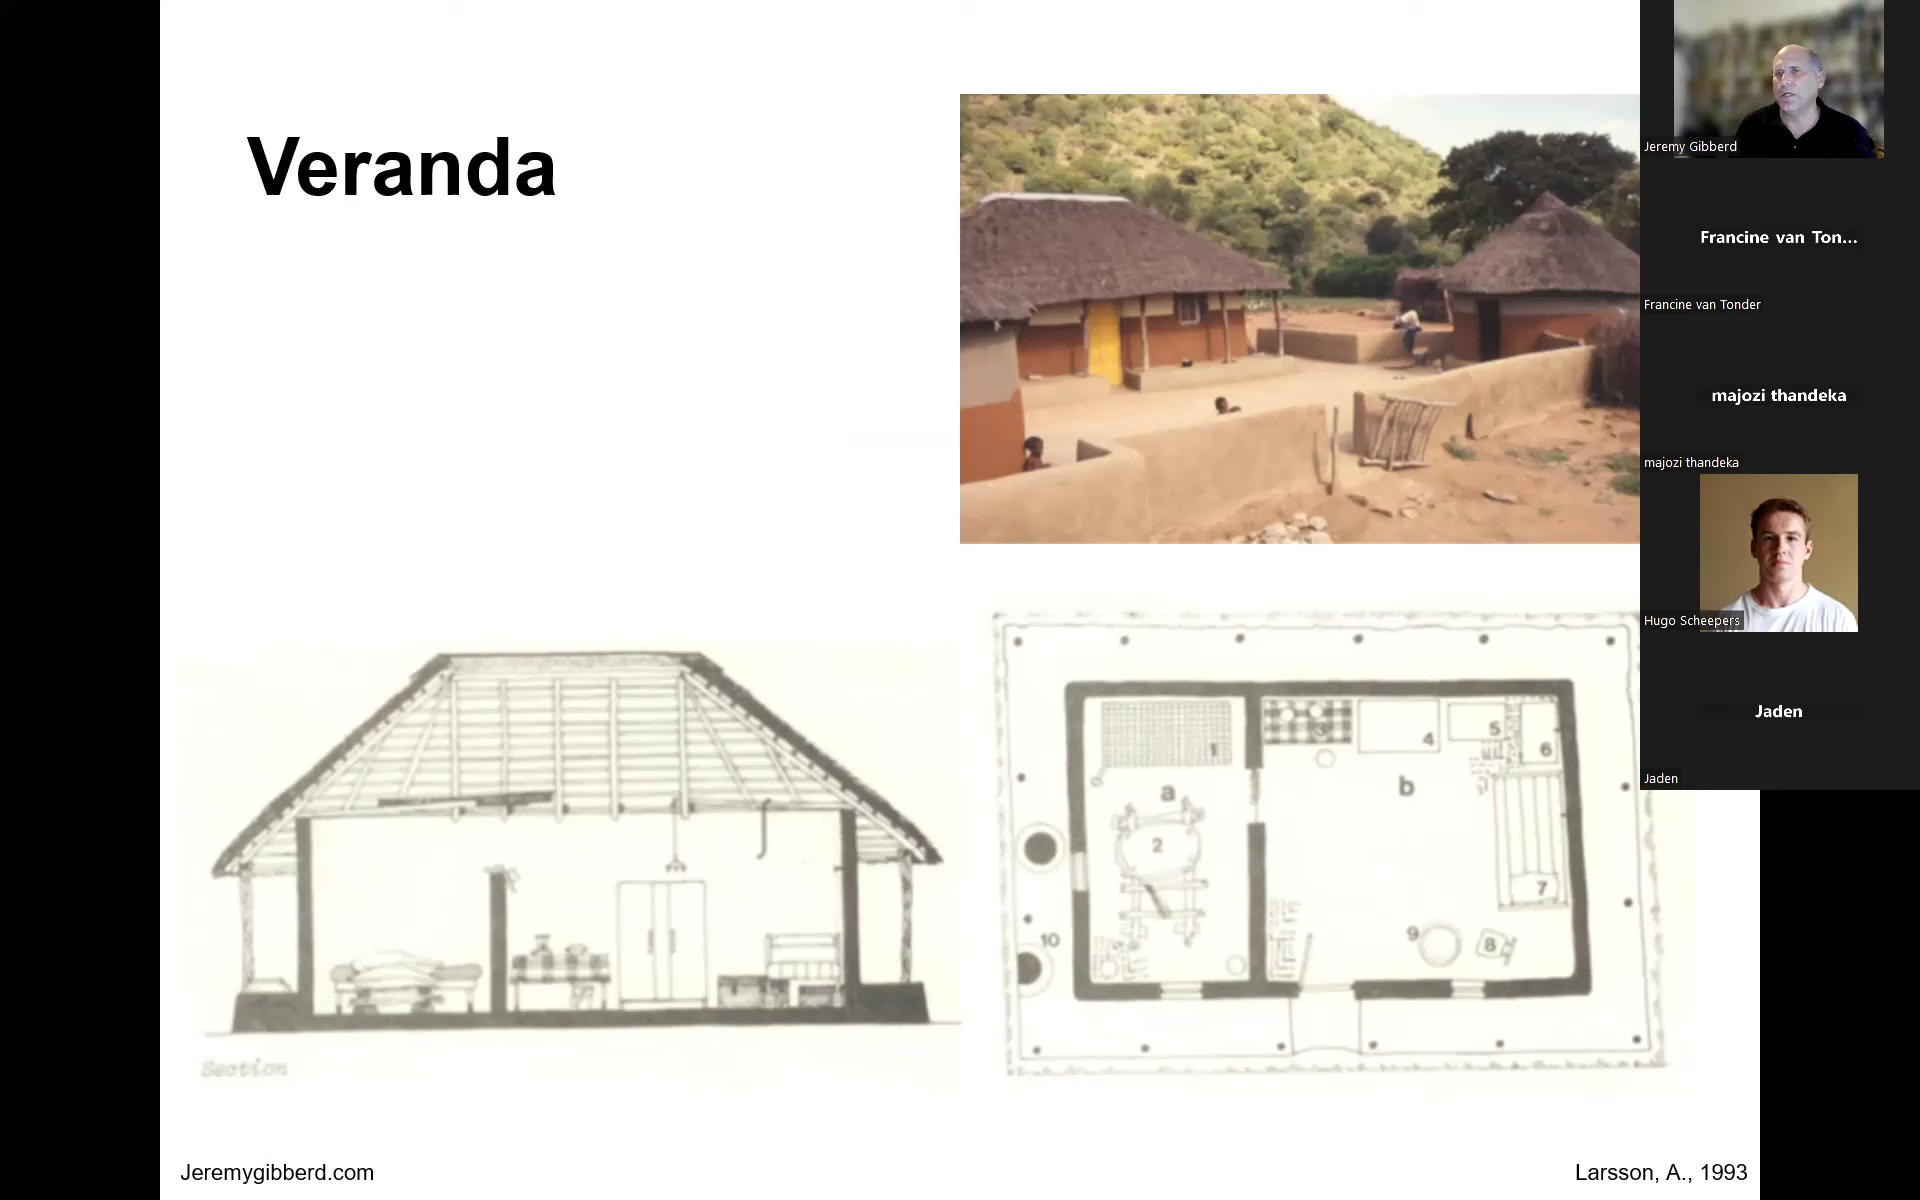 Veranda
Jeremy Gibberd
Francine van Ton...
Francine van Tonder
majozi thandeka
majozi thandeka
Hugo Scheepers
Jaden
Jaden
1
2
3
4
5
6
7
8
9
10
a
b
Section
Jeremygibberd.com
Larsson, A., 1993